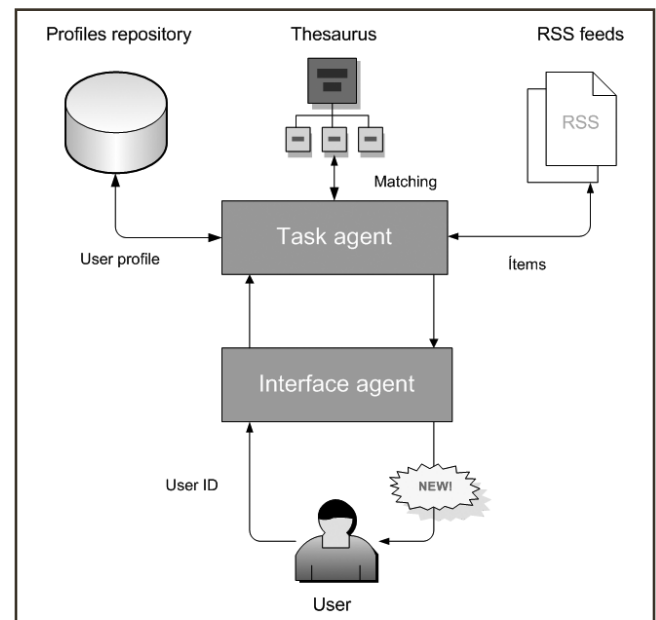 Profiles repository
Thesaurus
RSS feeds
RSS
Matching
Task agent
User profile
Ítems
Interface agent
User ID
NEW!
User